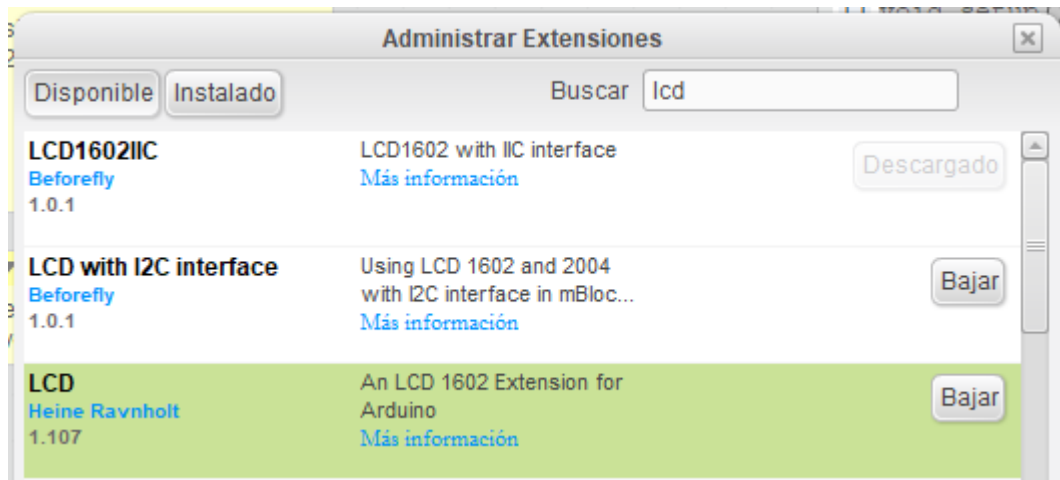 void setup(
Administrar Extensiones
Disponible Instalado Buscar lcd
LCD1602IIC
LCD1602 with IIC interface
Descargado
Beforefly
Más información
1.0.1
LCD with I2C interface
Using LCD 1602 and 2004
with I2C interface in mBloc...
Bajar
Beforefly
Más información
1.0.1
LCD
An LCD 1602 Extension for
Arduino
Bajar
Heine Ravnholt
Más información
1.107